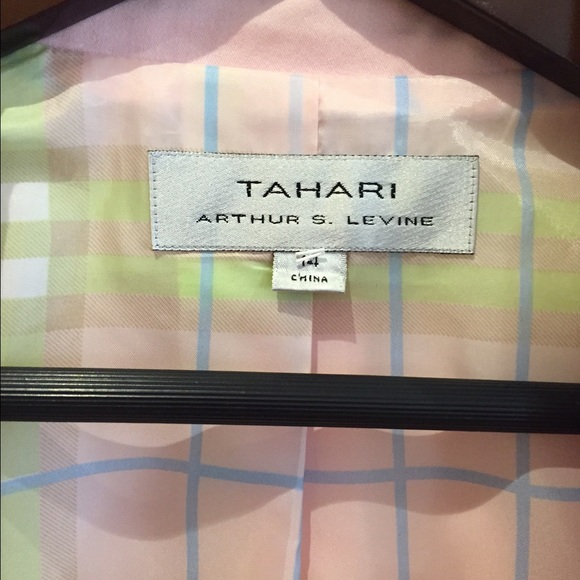 TAHARI
ARTHUR S. LEVINE
14
CHINA